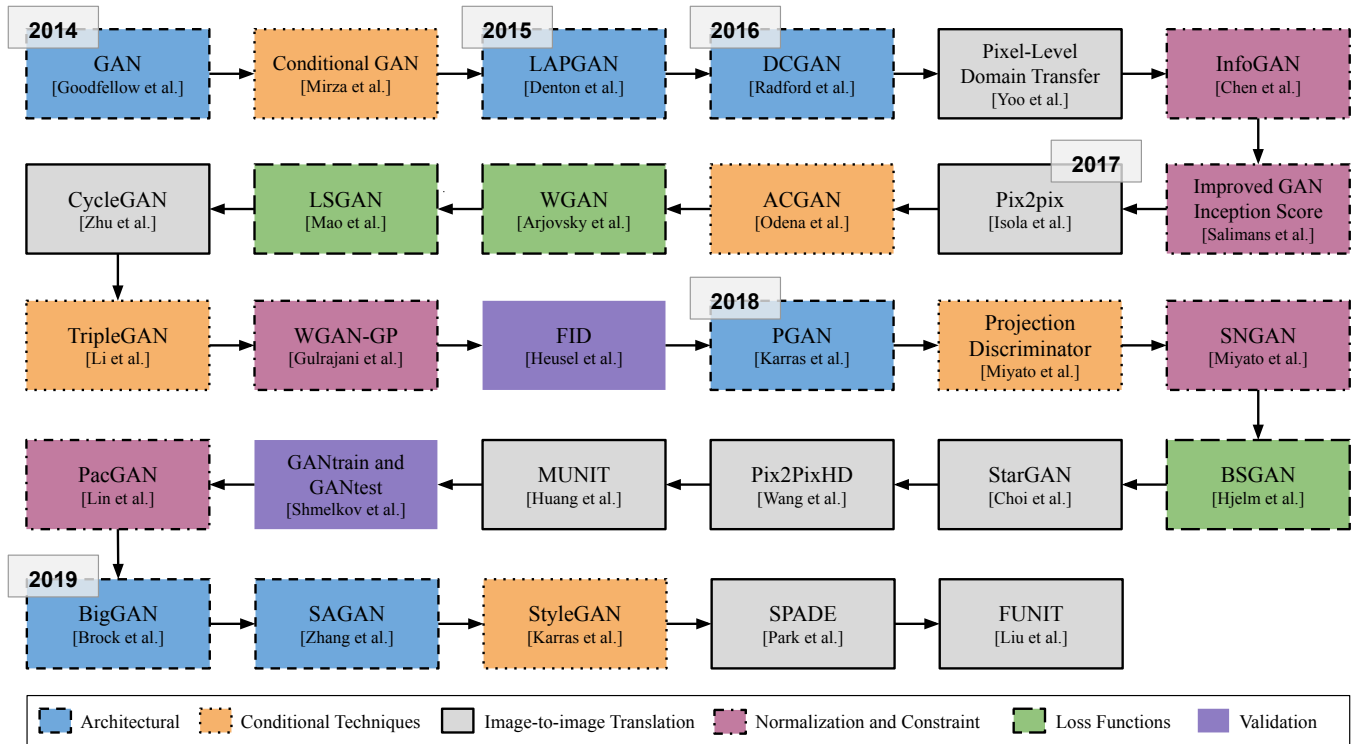 2014
GAN
[Goodfellow et al.]
Conditional GAN
[Mirza et al.]
2015
LAPGAN
[Denton et al.]
2016
DCGAN
[Radford et al.]
Pixel-Level
Domain Transfer
[Yoo et al.]
InfoGAN
[Chen et al.]
Improved GAN
Inception Score
[Salimans et al.]
2017
Pix2pix
[Isola et al.]
ACGAN
[Odena et al.]
WGAN
[Arjovsky et al.]
LSGAN
[Mao et al.]
CycleGAN
[Zhu et al.]
TripleGAN
[Li et al.]
WGAN-GP
[Gulrajani et al.]
FID
[Heusel et al.]
2018
PGAN
[Karras et al.]
Projection
Discriminator
[Miyato et al.]
SNGAN
[Miyato et al.]
BSGAN
[Hjelm et al.]
StarGAN
[Choi et al.]
Pix2PixHD
[Wang et al.]
MUNIT
[Huang et al.]
GANtrain and
GANtest
[Shmelkov et al.]
PacGAN
[Lin et al.]
2019
BigGAN
[Brock et al.]
SAGAN
[Zhang et al.]
StyleGAN
[Karras et al.]
SPADE
[Park et al.]
FUNIT
[Liu et al.]
Architectural
Conditional Techniques
Image-to-image Translation
Normalization and Constraint
Loss Functions
Validation